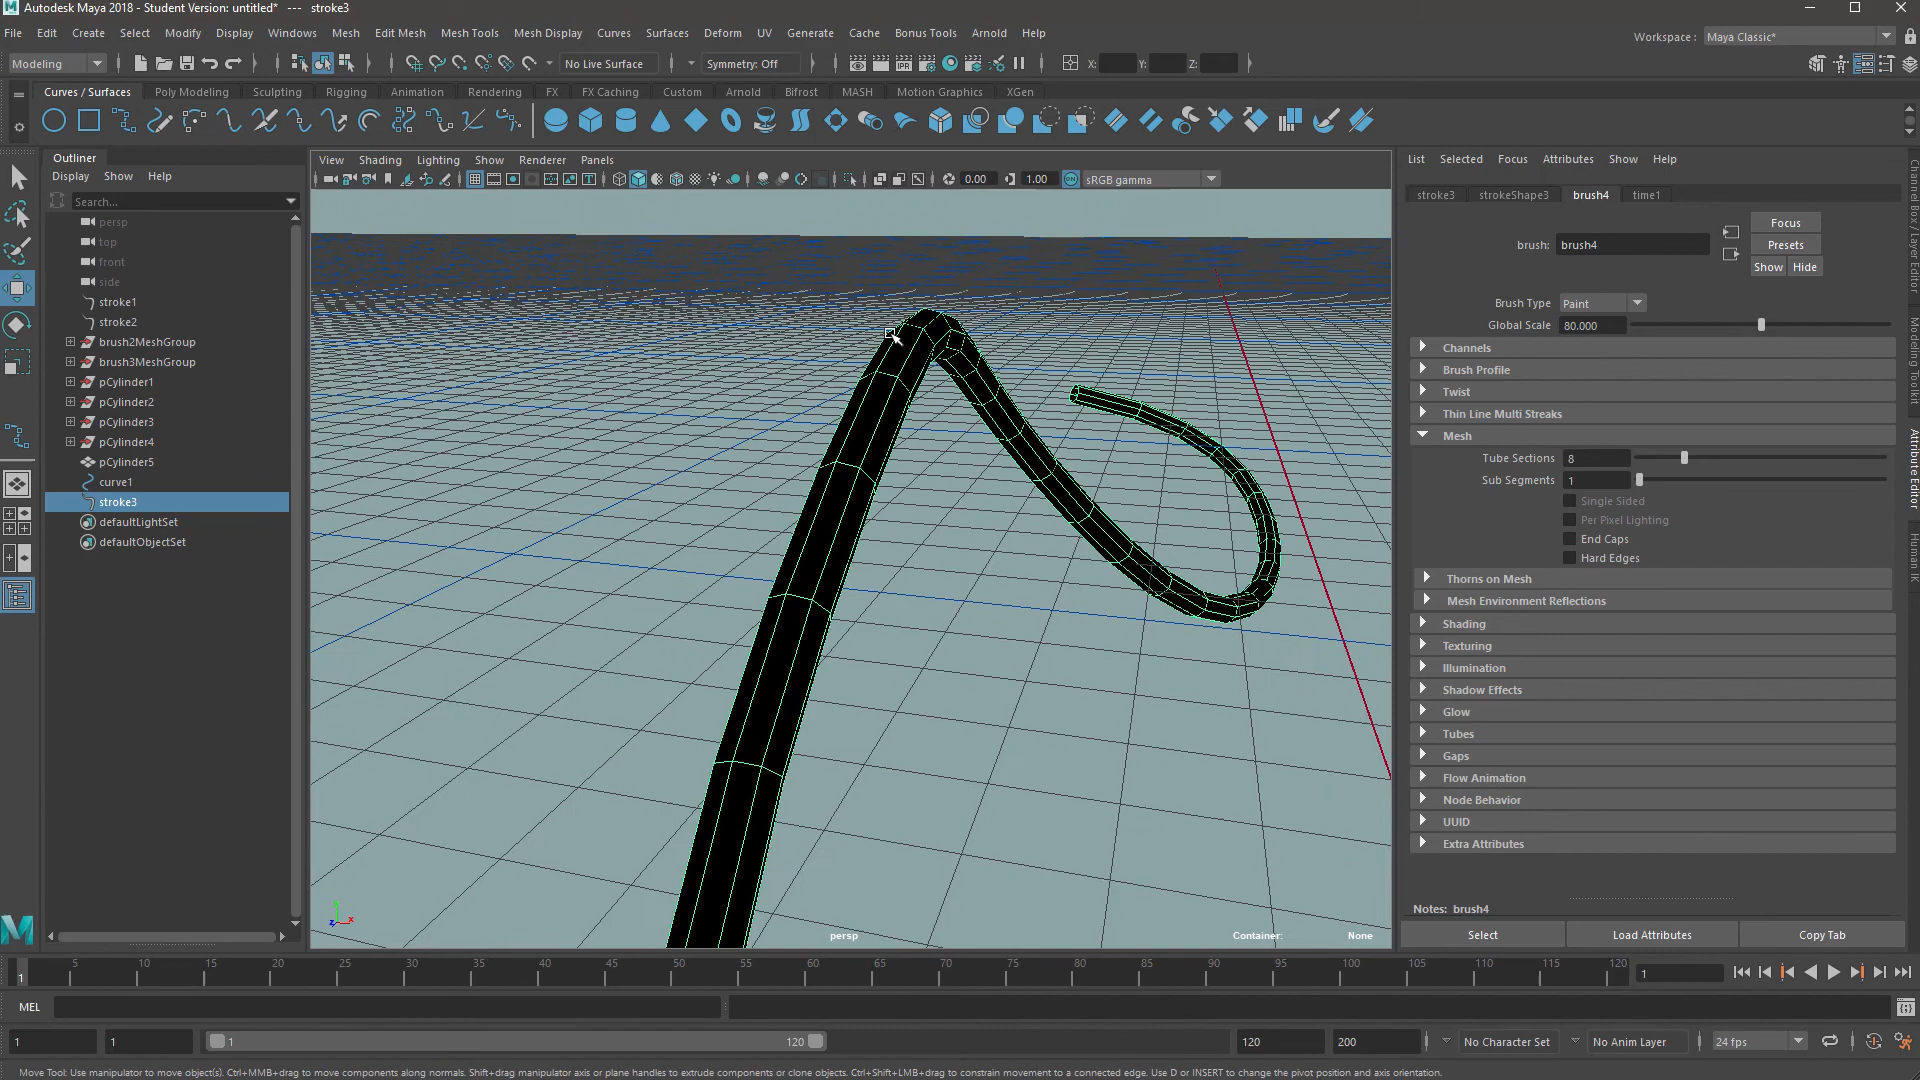 Autodesk Maya 2018 - Student Version: untitled* --- stroke3
File Edit Create Select Modify Display Windows Mesh Edit Mesh Mesh Tools Mesh Display Curves Surfaces Deform UV Generate Cache Bonus Tools Arnold Help
Workspace : Maya Classic*
Modeling No Live Surface Symmetry: Off IPR X: Y: Z:
Curves / Surfaces Poly Modeling Sculpting Rigging Animation Rendering FX FX Caching Custom Arnold Bifrost MASH Motion Graphics XGen
Outliner
Display Show Help
Search...
persp
top
front
side
stroke1
stroke2
brush2MeshGroup
brush3MeshGroup
pCylinder1
pCylinder2
pCylinder3
pCylinder4
pCylinder5
curve1
stroke3
defaultLightSet
defaultObjectSet
View Shading Lighting Show Renderer Panels
0.00 1.00 ON sRGB gamma
persp
Container: None
List Selected Focus Attributes Show Help
stroke3 strokeShape3 brush4 time1
brush: brush4
Focus
Presets
Show Hide
Brush Type Paint
Global Scale 80.000
Channels
Brush Profile
Twist
Thin Line Multi Streaks
Mesh
Tube Sections 8
Sub Segments 1
Single Sided
Per Pixel Lighting
End Caps
Hard Edges
Thorns on Mesh
Mesh Environment Reflections
Shading
Texturing
Illumination
Shadow Effects
Glow
Tubes
Gaps
Flow Animation
Node Behavior
UUID
Extra Attributes
Notes: brush4
Select Load Attributes Copy Tab
Channel Box / Layer Editor
Modeling Toolkit
Attribute Editor
Human IK
1 5 10 15 20 25 30 35 40 45 50 55 60 65 70 75 80 85 90 95 100 105 110 115 120 1
MEL
1 1 1 120 120 200 No Character Set No Anim Layer 24 fps
Move Tool: Use manipulator to move object(s). Ctrl+MMB+drag to move components along normals. Shift+drag manipulator axis or plane handles to extrude components or clone objects. Ctrl+Shift+LMB+drag to constrain movement to a connected edge. Use D or INSERT to change the pivot position and axis orientation.